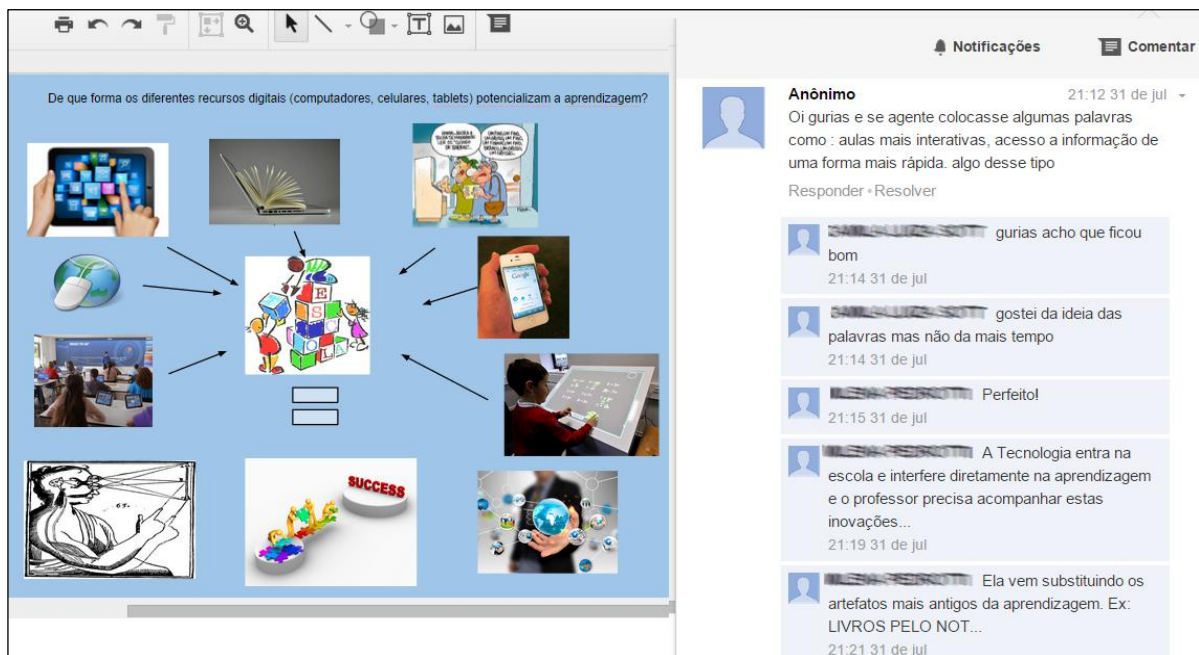 De que forma os diferentes recursos digitais (computadores, celulares, tablets) potencializam a aprendizagem?
Google
E
S
C
O
L
A
SUCCESS
Notificações
Comentar
Anônimo
21:12 31 de jul
Oi gurias e se agente colocasse algumas palavras
como : aulas mais interativas, acesso a informação de
uma forma mais rápida. algo desse tipo
Responder • Resolver
gurias acho que ficou
bom
21:14 31 de jul
gostei da ideia das
palavras mas não da mais tempo
21:14 31 de jul
Perfeito!
21:15 31 de jul
A Tecnologia entra na
escola e interfere diretamente na aprendizagem
e o professor precisa acompanhar estas
inovações...
21:19 31 de jul
Ela vem substituindo os
artefatos mais antigos da aprendizagem. Ex:
LIVROS PELO NOT...
21:21 31 de jul